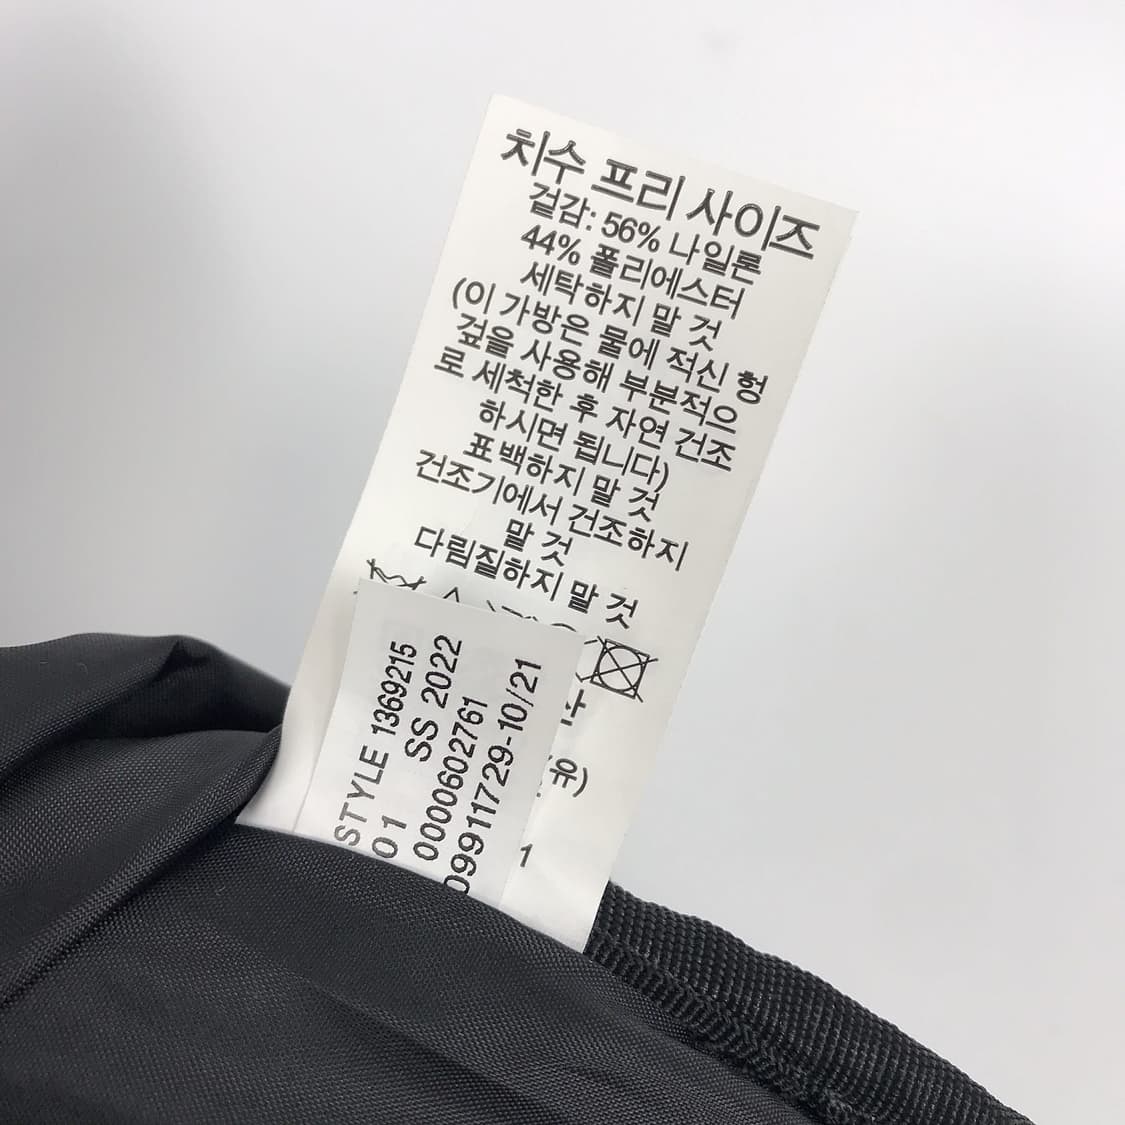 치수 프리 사이즈
겉감: 56% 나일론
44% 폴리에스터
세탁하지 말 것
(이 가방은 물에 적신 헝
겊을 사용해 부분적으
로 세척한 후 자연 건조
하시면 됩니다)
표백하지 말 것
건조기에서 건조하지
말 것
다림질하지 말 것
유)
1
STYLE 1369215
01 SS 2022
0000602761
09911729-10/21